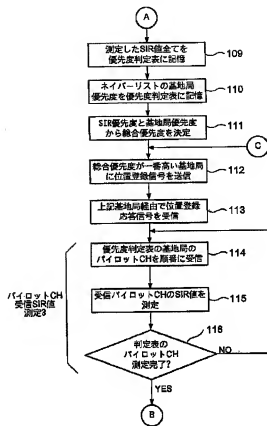 A
測定したSIR値全てを
優先度判定表に記憶
109
ネイバーリストの基地局
優先度を優先度判定表に記憶
110
SIR優先度と基地局優先度
から総合優先度を決定
111
C
総合優先度が一番高い基地局
に位置登録信号を送信
112
上記基地局経由で位置登録
応答信号を受信
113
優先度判定表の基地局の
パイロットCHを順番に受信
114
パイロットCH
受信SIR値
測定3
受信パイロットCHのSIR値を
測定
115
116
判定表の
パイロットCH
測定完了?
NO
YES
B